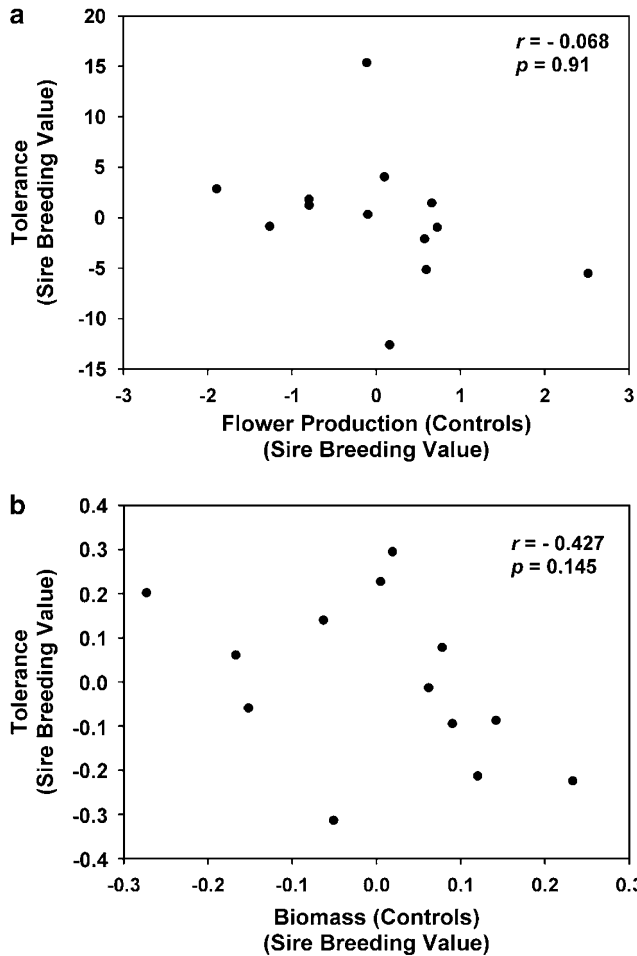 a
r = - 0.068
p = 0.91
20
15
10
5
0
-5
-10
-15
Tolerance
(Sire Breeding Value)
-3 -2 -1 0 1 2 3
Flower Production (Controls)
(Sire Breeding Value)
b
r = - 0.427
p = 0.145
0.4
0.3
0.2
0.1
0.0
-0.1
-0.2
-0.3
-0.4
Tolerance
(Sire Breeding Value)
-0.3 -0.2 -0.1 0.0 0.1 0.2 0.3
Biomass (Controls)
(Sire Breeding Value)